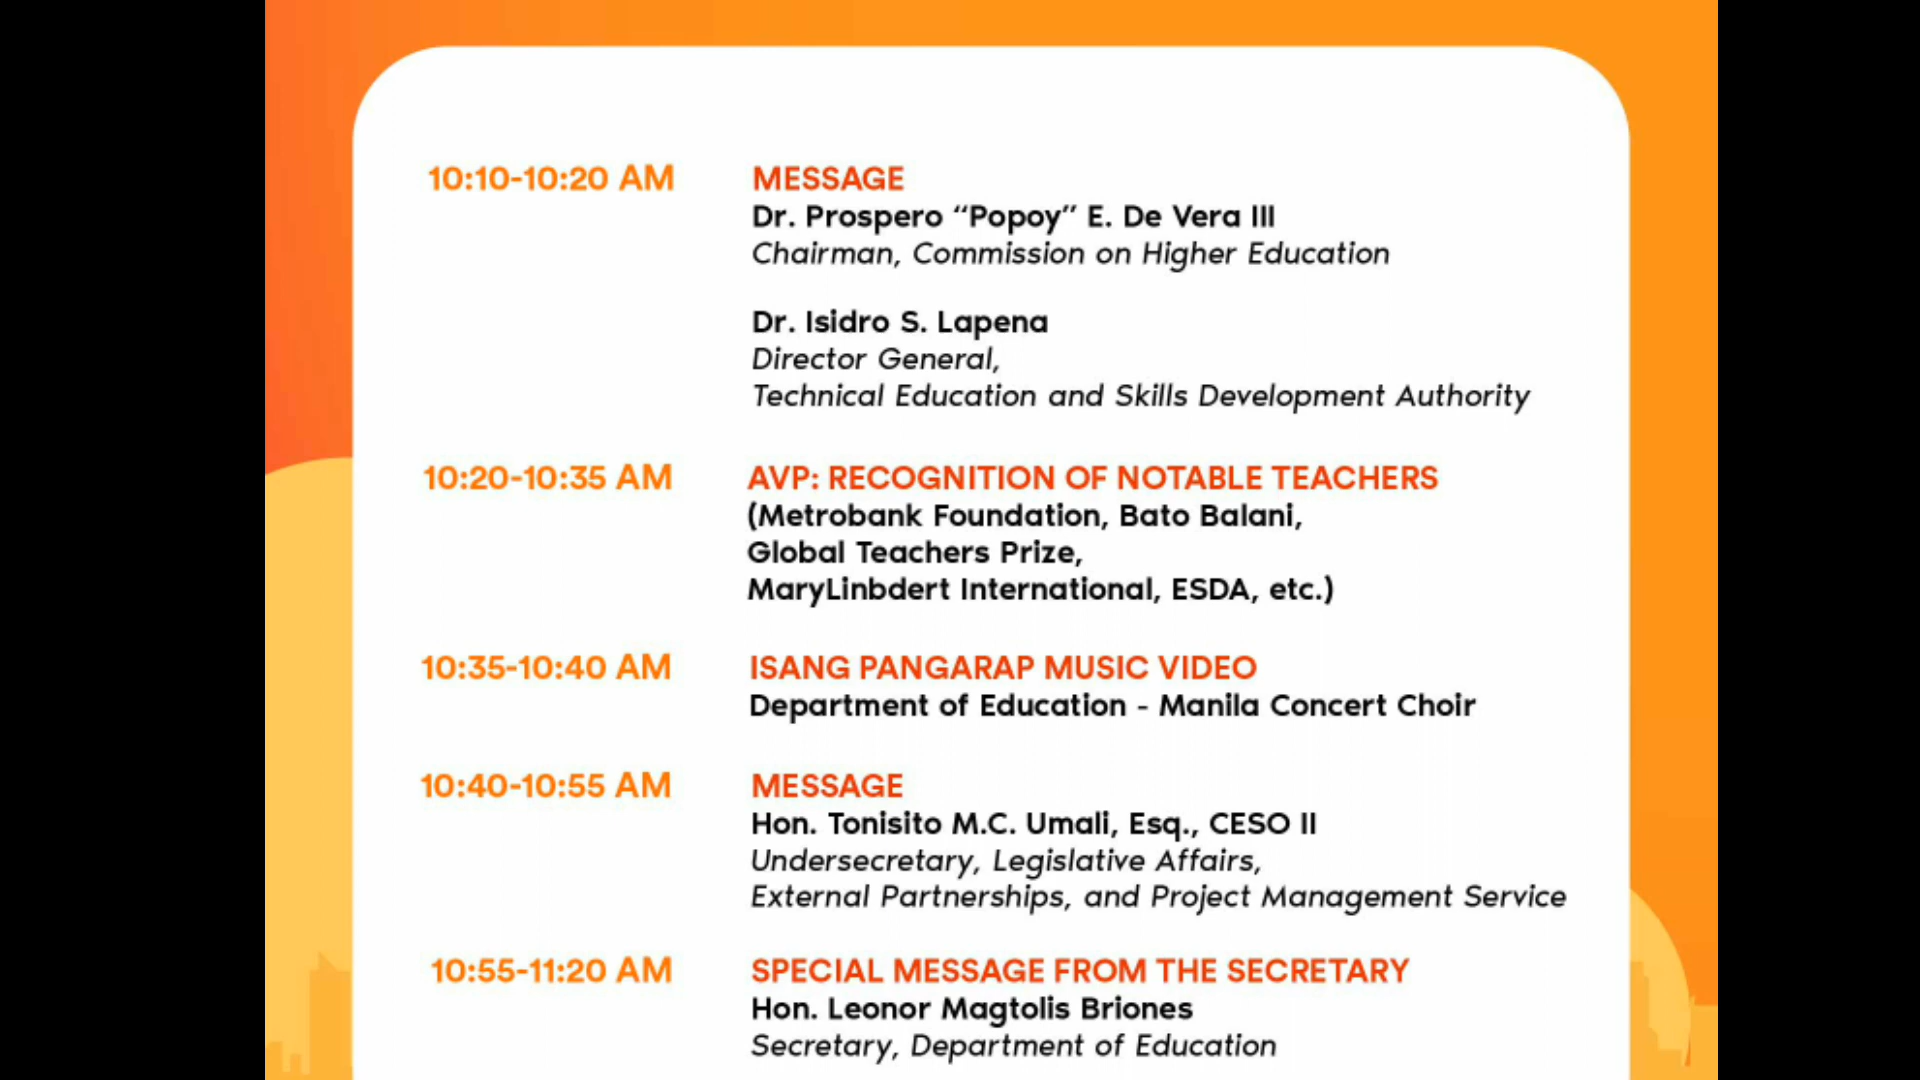 10:10-10:20 AM MESSAGE
Dr. Prospero “Popoy” E. De Vera III
Chairman, Commission on Higher Education
Dr. Isidro S. Lapena
Director General,
Technical Education and Skills Development Authority
10:20-10:35 AM AVP: RECOGNITION OF NOTABLE TEACHERS
(Metrobank Foundation, Bato Balani,
Global Teachers Prize,
MaryLinbdert International, ESDA, etc.)
10:35-10:40 AM ISANG PANGARAP MUSIC VIDEO
Department of Education - Manila Concert Choir
10:40-10:55 AM MESSAGE
Hon. Tonisito M.C. Umali, Esq., CESO II
Undersecretary, Legislative Affairs,
External Partnerships, and Project Management Service
10:55-11:20 AM SPECIAL MESSAGE FROM THE SECRETARY
Hon. Leonor Magtolis Briones
Secretary, Department of Education